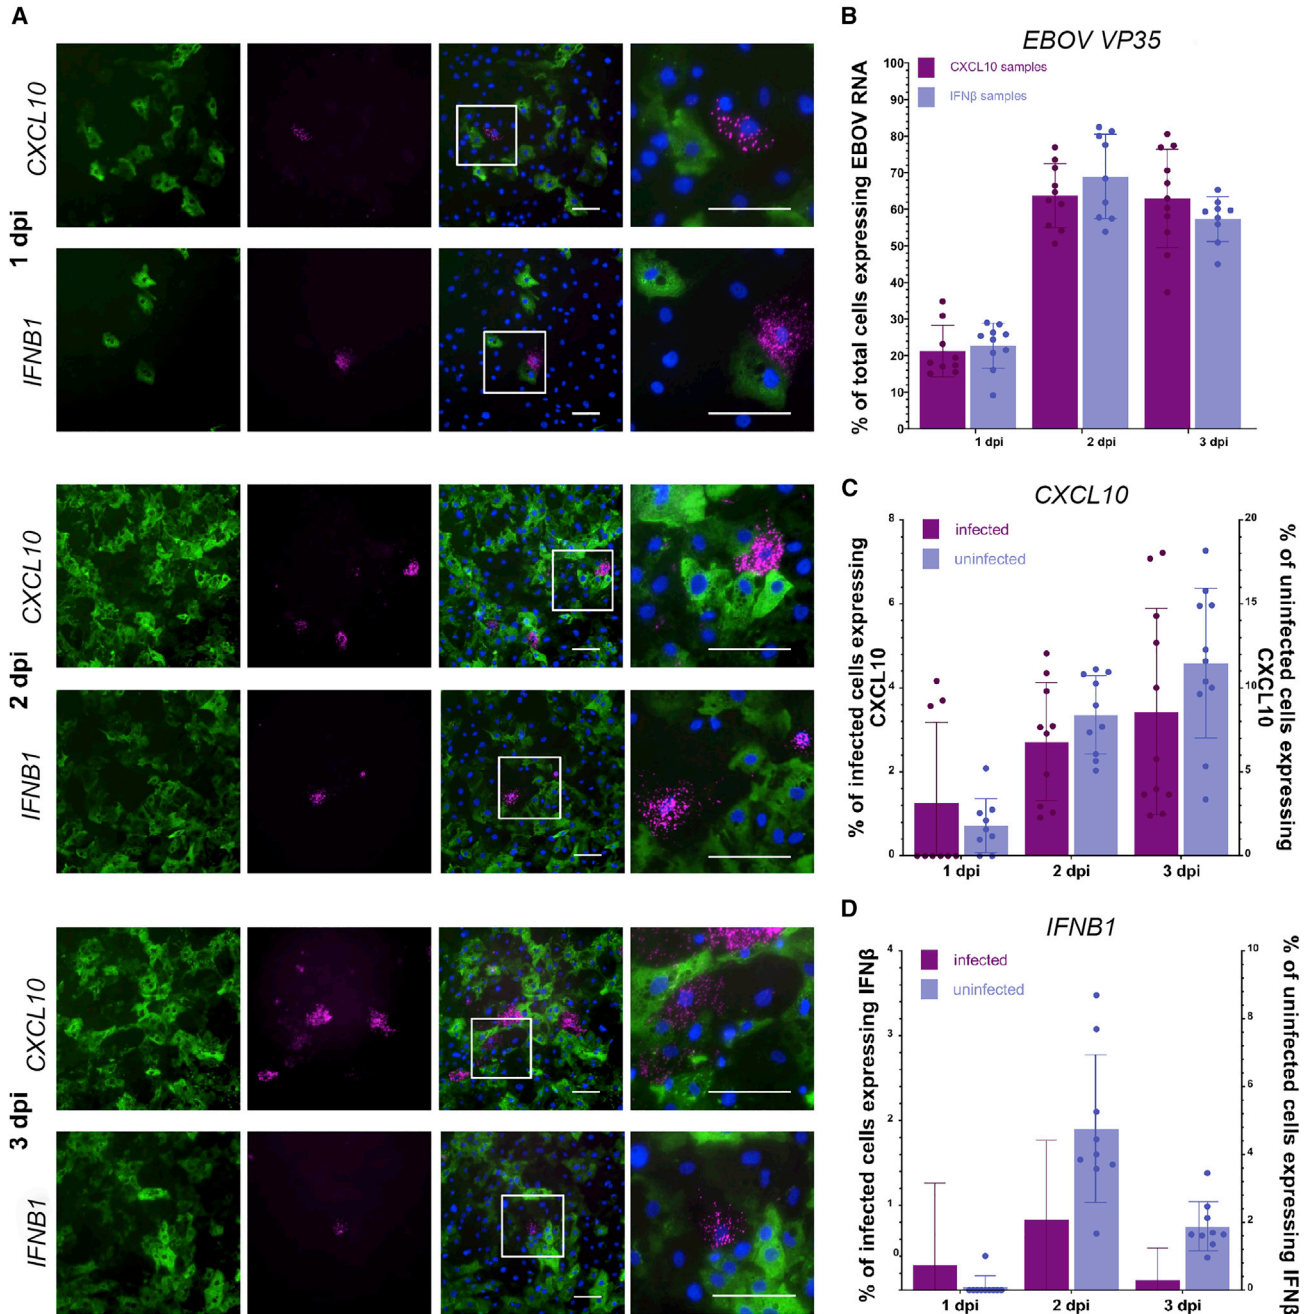 A
CXCL10
IFNB1
1 dpi
CXCL10
IFNB1
2 dpi
CXCL10
IFNB1
3 dpi
B
EBOV VP35
CXCL10 samples
IFNβ samples
% of total cells expressing EBOV RNA
100
90
80
70
60
50
40
30
20
10
0
1 dpi
2 dpi
3 dpi
C
CXCL10
infected
uninfected
% of infected cells expressing
CXCL10
8
6
4
2
0
20
15
10
5
0
% of uninfected cells expressing
CXCL10
1 dpi
2 dpi
3 dpi
D
IFNB1
infected
uninfected
% of infected cells expressing IFNβ
4
3
2
1
0
10
8
6
4
2
0
% of uninfected cells expressing IFNβ
1 dpi
2 dpi
3 dpi